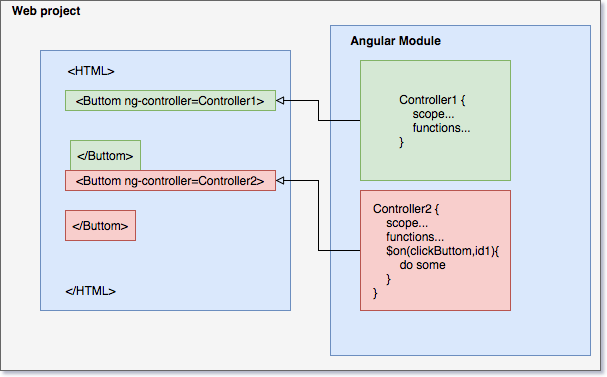 Web project
<HTML>
<Buttom ng-controller=Controller1>
</Buttom>
<Buttom ng-controller=Controller2>
</Buttom>
</HTML>
Angular Module
Controller1 {
scope...
functions...
}
Controller2 {
scope...
functions...
$on(clickButtom,id1){
do some
}
}